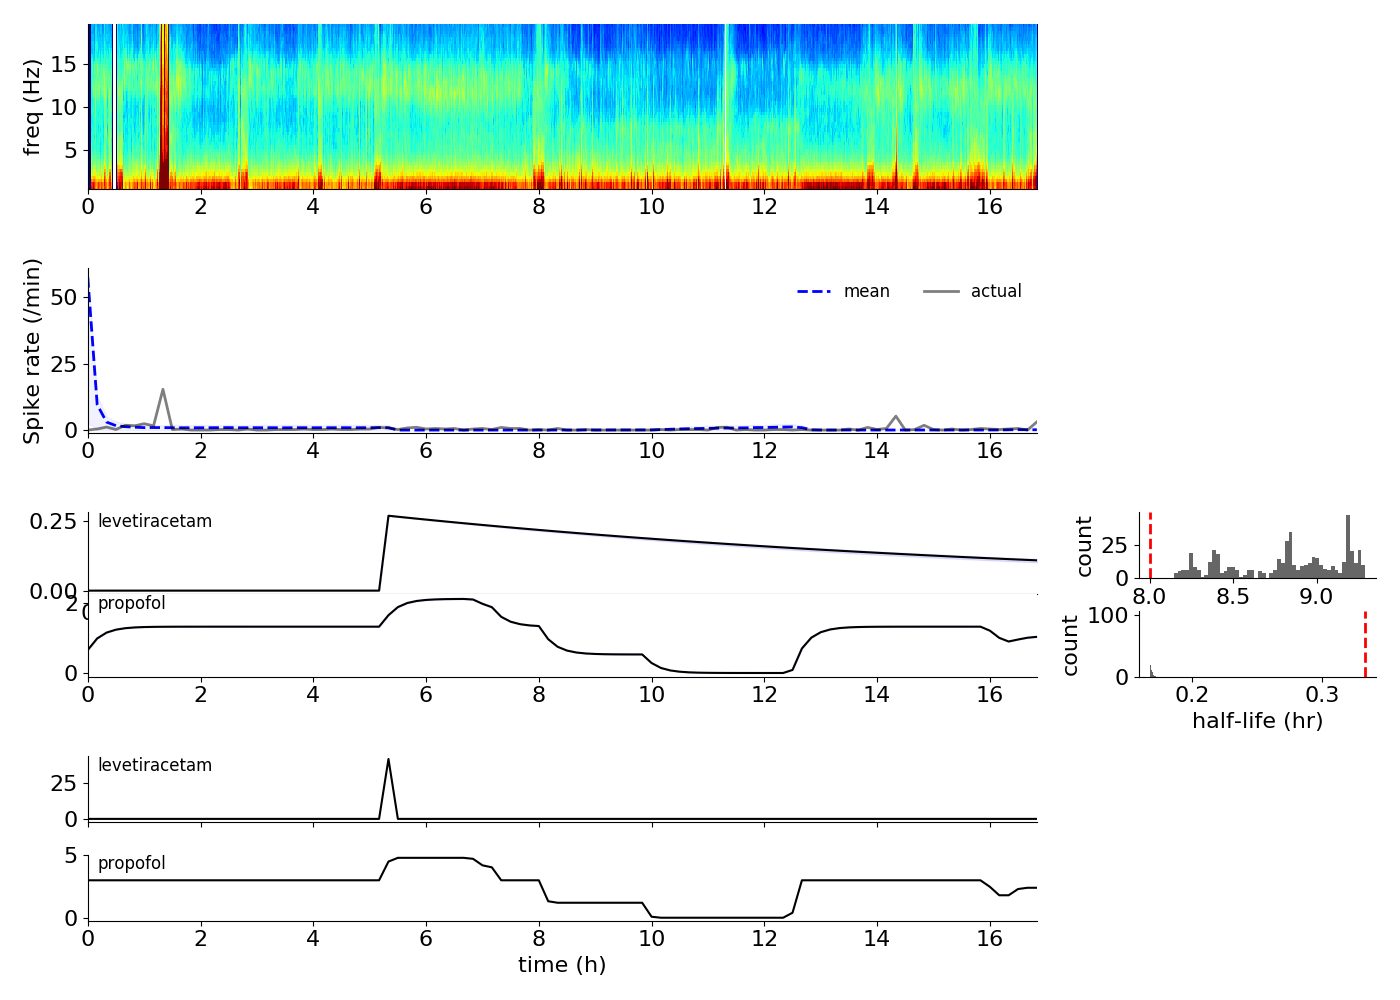 freq (Hz)
15
10
5
0 2 4 6 8 10 12 14 16
Spike rate (/min)
50
25
0
mean actual
0 2 4 6 8 10 12 14 16
0.25
0.00
levetiracetam
count
25
0
8.0 8.5 9.0
2
0
propofol
0 2 4 6 8 10 12 14 16
count
100
0
0.2 0.3
half-life (hr)
levetiracetam
25
0
5
0
propofol
0 2 4 6 8 10 12 14 16
time (h)